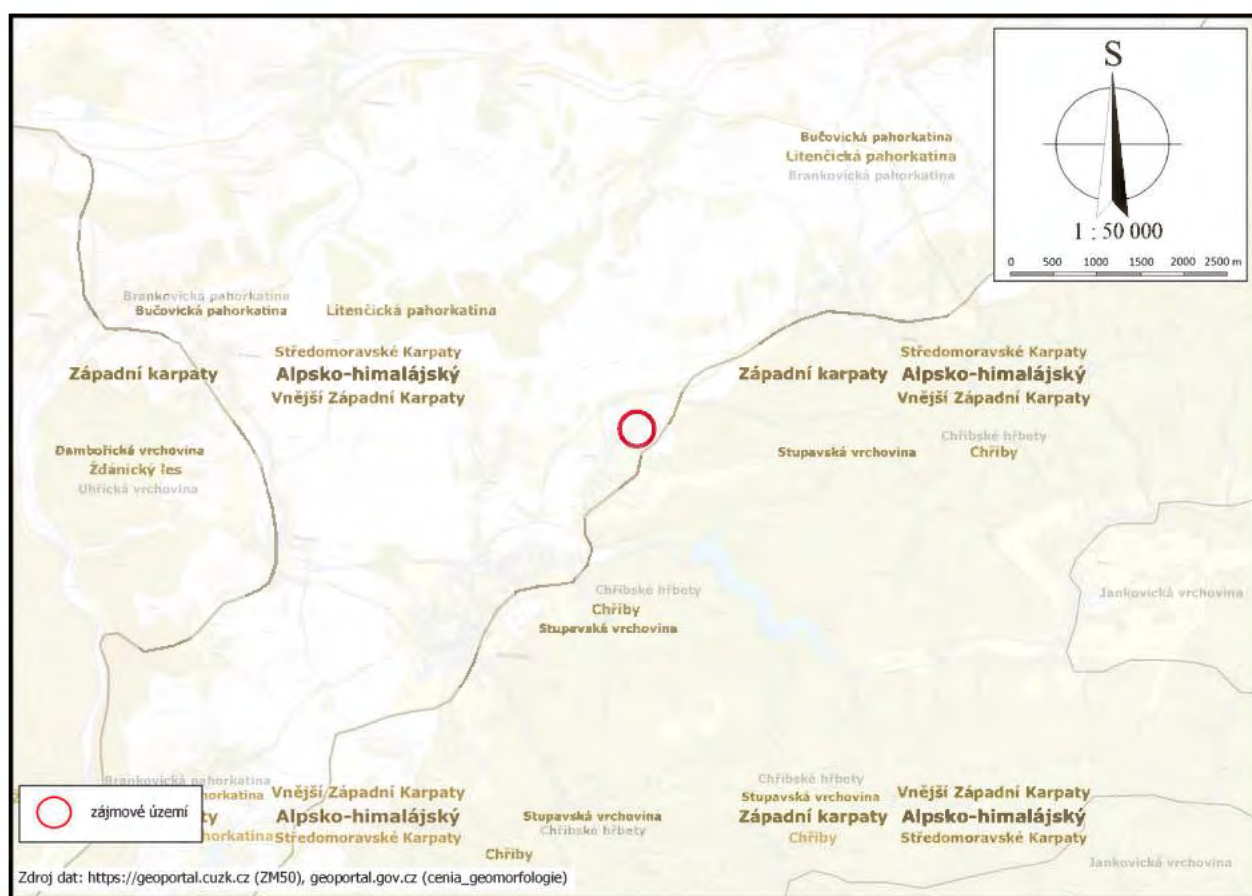 S
1 : 50 000
0 500 1000 1500 2000 2500 m
Bučovická pahorkatina
Litenčická pahorkatina
Brankovická pahorkatina
Brankovická pahorkatina
Bučovická pahorkatina
Litenčická pahorkatina
Západní karpaty
Středomoravské Karpaty
Alpsko-himalájský
Vnější Západní Karpaty
Západní karpaty
Středomoravské Karpaty
Alpsko-himalájský
Vnější Západní Karpaty
Dambořická vrchovina
Ždánický les
Uhřická vrchovina
Stupavská vrchovina
Chřibské hřbety
Chřiby
Chřibské hřbety
Chřiby
Stupavská vrchovina
Jankovická vrchovina
Brankovická pahorkatina
Vnější Západní Karpaty
Alpsko-himalájský
Středomoravské Karpaty
Stupavská vrchovina
Chřibské hřbety
Chřiby
Chřibské hřbety
Stupavská vrchovina
Západní karpaty
Chřiby
Vnější Západní Karpaty
Alpsko-himalájský
Středomoravské Karpaty
Jankovická vrchovina
zájmové území
Zdroj dat: https://geoportal.cuzk.cz (ZM50), geoportal.gov.cz (cenia_geomorfologie)